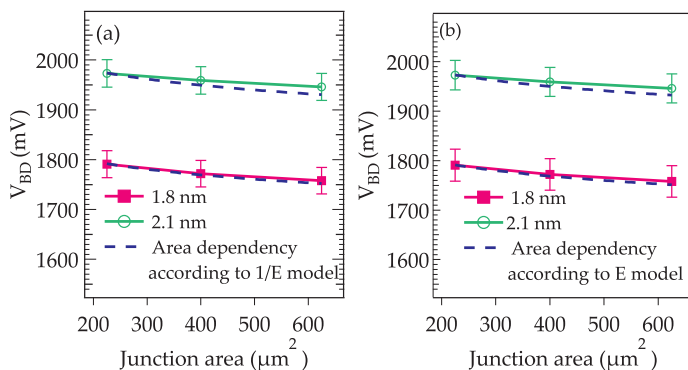 (a)
2000
1900
1800
1700
1600
V_BD (mV)
1.8 nm
2.1 nm
Area dependency
according to 1/E model
200 300 400 500 600
Junction area (μm²)
(b)
2000
1900
1800
1700
1600
V_BD (mV)
1.8 nm
2.1 nm
Area dependency
according to E model
200 300 400 500 600
Junction area (μm²)